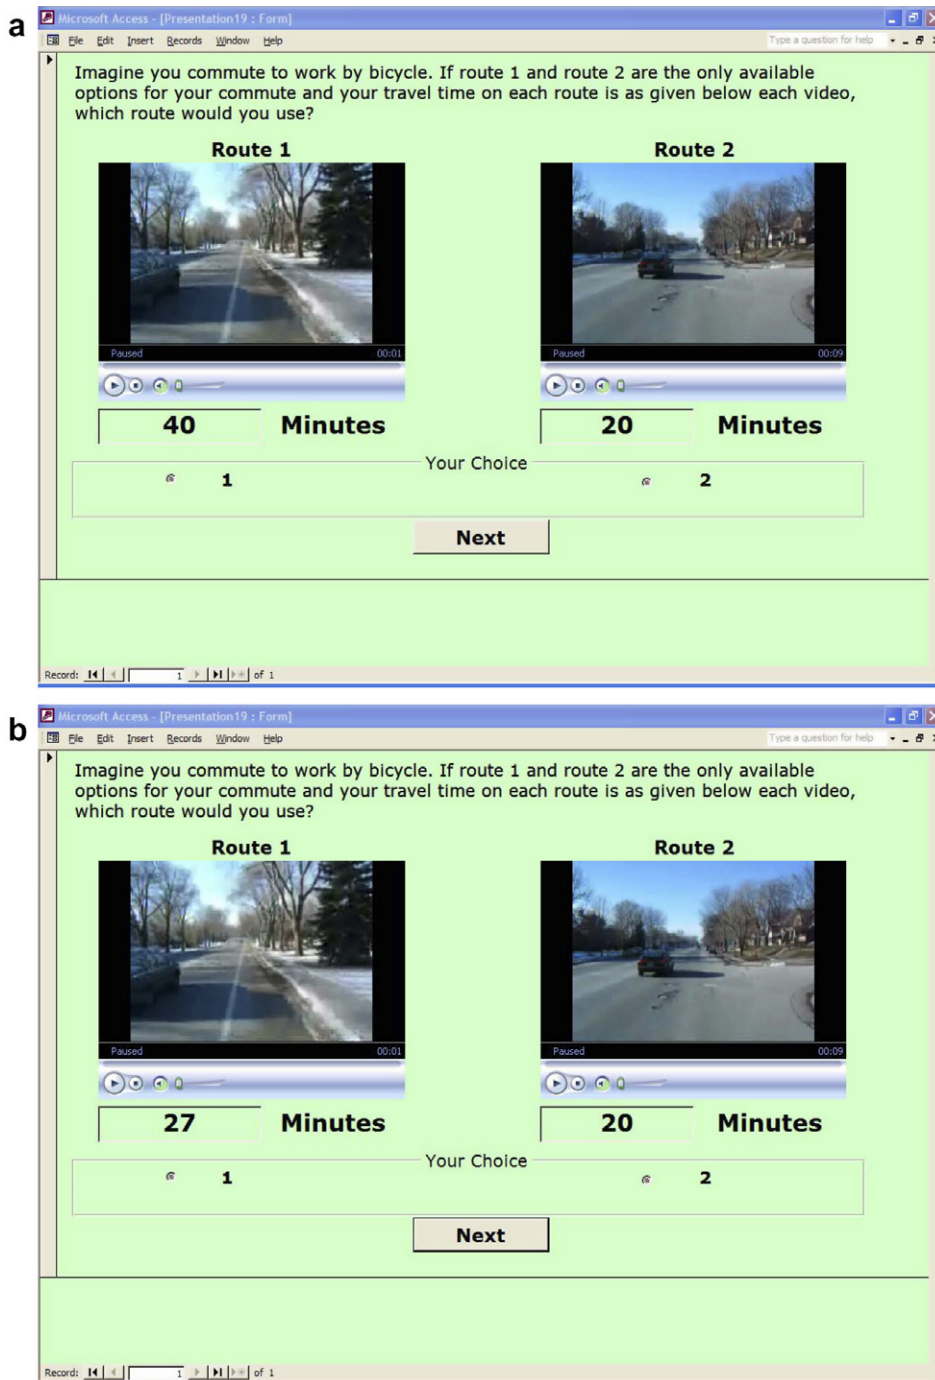 a
Microsoft Access - [Presentation19 : Form]
File Edit Insert Records Window Help Type a question for help
Imagine you commute to work by bicycle. If route 1 and route 2 are the only available
options for your commute and your travel time on each route is as given below each video,
which route would you use?
Route 1 Route 2
Paused 00:01 Paused 00:09
40 Minutes 20 Minutes
Your Choice
1 2
Next
Record: 1 of 1
b
Microsoft Access - [Presentation19 : Form]
File Edit Insert Records Window Help Type a question for help
Imagine you commute to work by bicycle. If route 1 and route 2 are the only available
options for your commute and your travel time on each route is as given below each video,
which route would you use?
Route 1 Route 2
Paused 00:01 Paused 00:09
27 Minutes 20 Minutes
Your Choice
1 2
Next
Record: 1 of 1